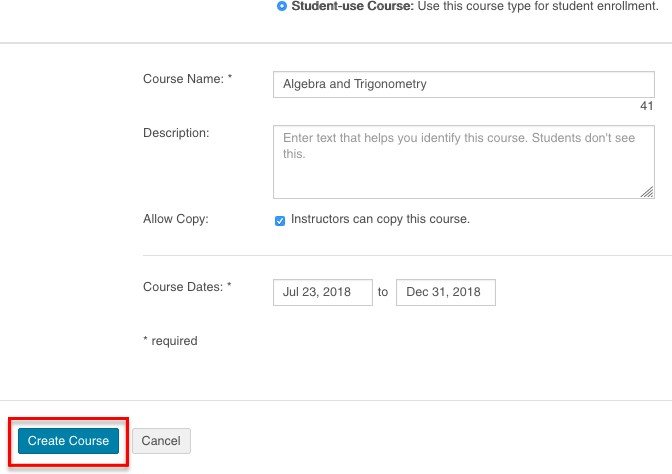 Student-use Course: Use this course type for student enrollment.
Course Name: * Algebra and Trigonometry
41
Description: Enter text that helps you identify this course. Students don't see
this.
Allow Copy: Instructors can copy this course.
Course Dates: * Jul 23, 2018 to Dec 31, 2018
* required
Create Course Cancel